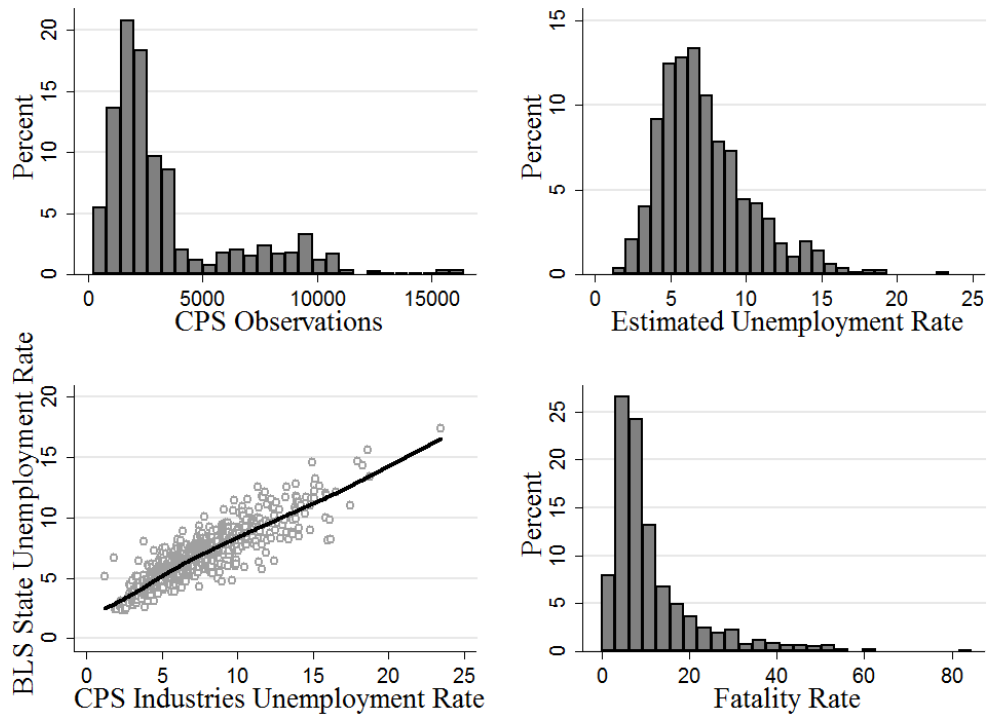 Percent
20
15
10
5
0
0 5000 10000 15000
CPS Observations
Percent
15
10
5
0
0 5 10 15 20 25
Estimated Unemployment Rate
BLS State Unemployment Rate
20
15
10
5
0
0 5 10 15 20 25
CPS Industries Unemployment Rate
Percent
25
20
15
10
5
0
0 20 40 60 80
Fatality Rate